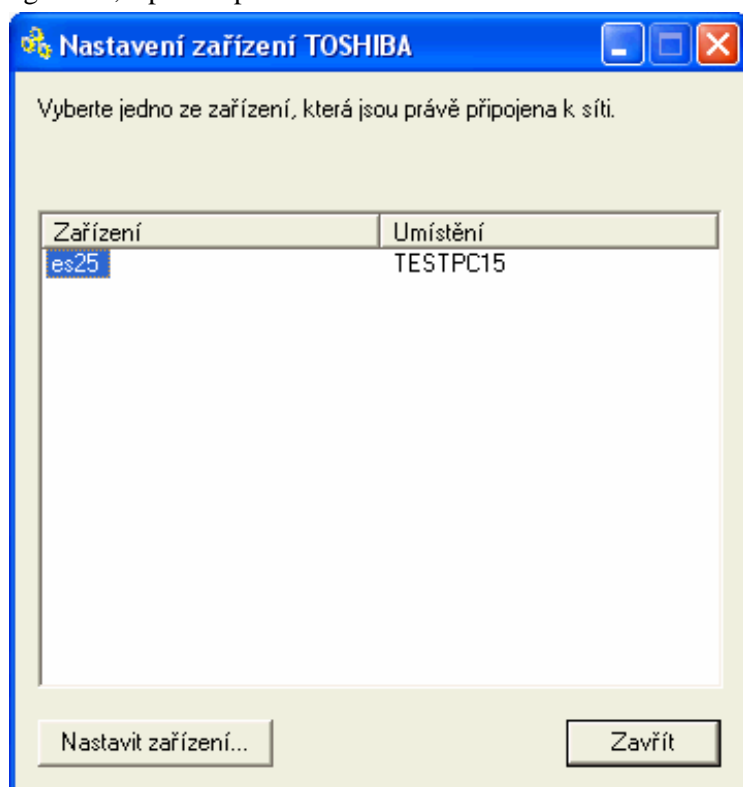 Nastavení zařízení TOSHIBA
Vyberte jedno ze zařízení, která jsou právě připojena k síti.
Zařízení Umístění
es25 TESTPC15
Nastavit zařízení... Zavřít